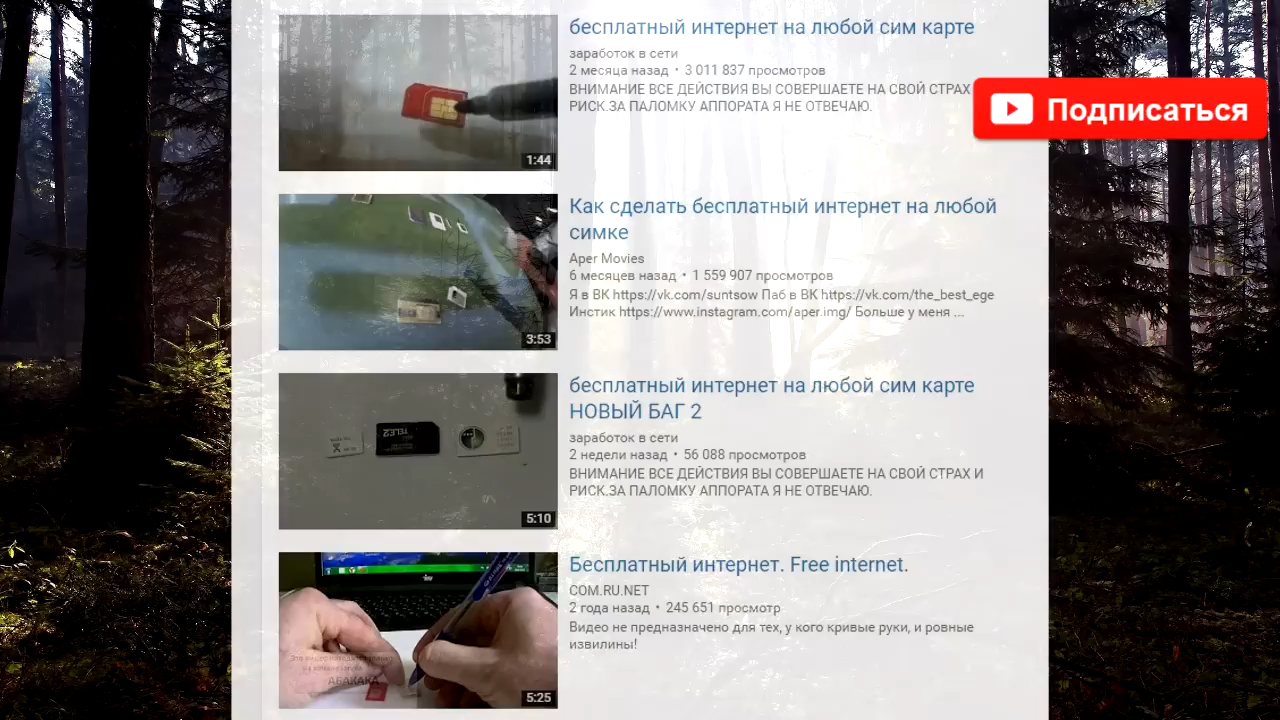 бесплатный интернет на любой сим карте
заработок в сети
2 месяца назад • 3 011 837 просмотров
ВНИМАНИЕ ВСЕ ДЕЙСТВИЯ ВЫ СОВЕРШАЕТЕ НА СВОЙ СТРАХ
РИСК.ЗА ПАЛОМКУ АППОРАТА Я НЕ ОТВЕЧАЮ.
Подписаться
1:44
Как сделать бесплатный интернет на любой
симке
Aper Movies
6 месяцев назад • 1 559 907 просмотров
Я в ВК https://vk.com/suntsow Паб в ВК https://vk.com/the_best_ege
Инстик https://www.instagram.com/aper.img/ Больше у меня ...
3:53
бесплатный интернет на любой сим карте
НОВЫЙ БАГ 2
заработок в сети
2 недели назад • 56 088 просмотров
ВНИМАНИЕ ВСЕ ДЕЙСТВИЯ ВЫ СОВЕРШАЕТЕ НА СВОЙ СТРАХ И
РИСК.ЗА ПАЛОМКУ АППОРАТА Я НЕ ОТВЕЧАЮ.
TELE2
5:10
Бесплатный интернет. Free internet.
COM.RU.NET
2 года назад • 245 651 просмотр
Видео не предназначено для тех, у кого кривые руки, и ровные
извилины!
АБАКАКА
5:25